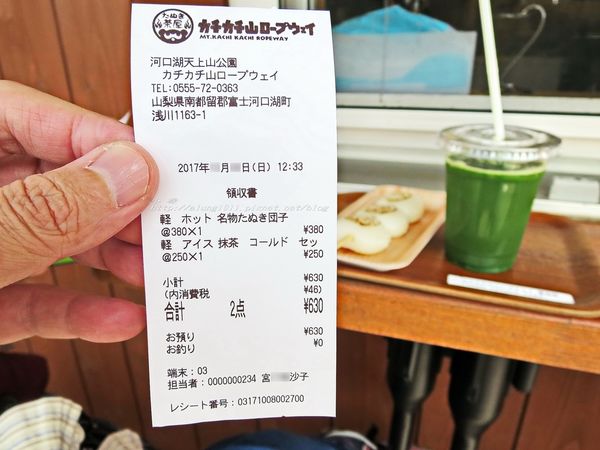 たぬき
茶屋
カチカチ山ロープウェイ
MT.KACHI KACHI ROPEWAY
河口湖天上山公園
カチカチ山ロープウェイ
TEL:0555-72-0363
山梨県南都留郡富士河口湖町
浅川1163-1
2017年 月 日(日) 12:33
領収書
軽 ホット 名物たぬき団子
@380×1 ¥380
軽 アイス 抹茶 コールド セッ
@250×1 ¥250
小計 ¥630
(内消費税 ¥46)
合計 2点 ¥630
お預り ¥630
お釣り ¥0
端末:03
担当者:0000000234 宮 沙子
レシート番号:03171008002700